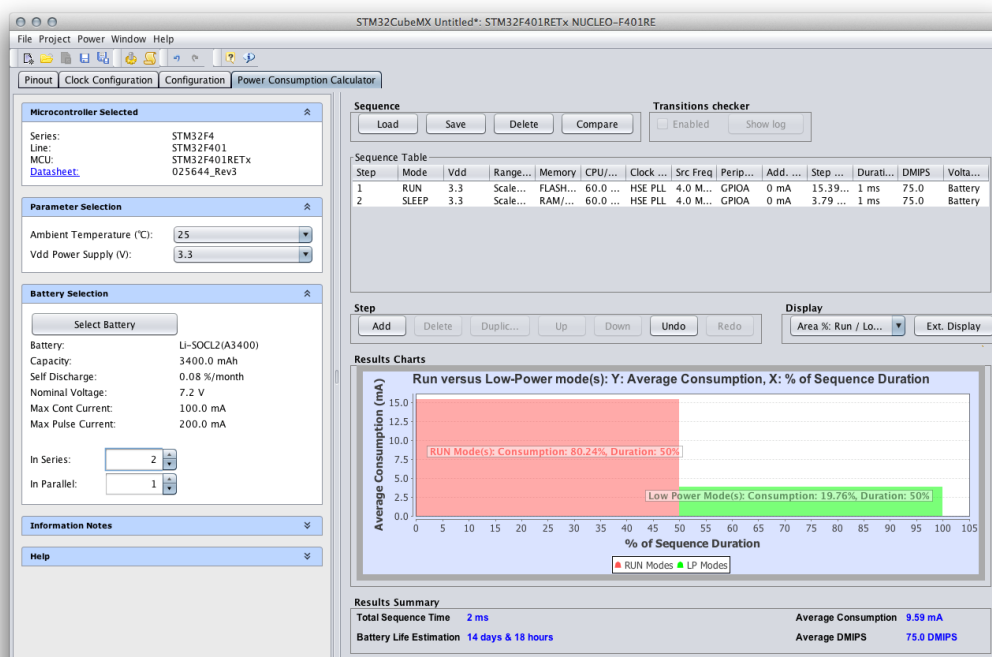 STM32CubeMX Untitled*: STM32F401RETx NUCLEO-F401RE
File Project Power Window Help
Pinout Clock Configuration Configuration Power Consumption Calculator
Microcontroller Selected
Series: STM32F4
Line: STM32F401
MCU: STM32F401RETx
Datasheet: 025644_Rev3
Parameter Selection
Ambient Temperature (°C): 25
Vdd Power Supply (V): 3.3
Battery Selection
Select Battery
Battery: Li-SOCL2(A3400)
Capacity: 3400.0 mAh
Self Discharge: 0.08 %/month
Nominal Voltage: 7.2 V
Max Cont Current: 100.0 mA
Max Pulse Current: 200.0 mA
In Series: 2
In Parallel: 1
Information Notes
Help
Sequence
Load Save Delete Compare
Transitions checker
Enabled Show log
Sequence Table
Step Mode Vdd Range... Memory CPU/... Clock ... Src Freq Perip... Add. ... Step ... Durati... DMIPS Volta...
1 RUN 3.3 Scale... FLASH... 60.0 ... HSE PLL 4.0 M... GPIOA 0 mA 15.39... 1 ms 75.0 Battery
2 SLEEP 3.3 Scale... RAM/... 60.0 ... HSE PLL 4.0 M... GPIOA 0 mA 3.79 ... 1 ms 75.0 Battery
Step
Add Delete Duplic... Up Down Undo Redo
Display
Area %: Run / Lo... Ext. Display
Results Charts
Run versus Low-Power mode(s): Y: Average Consumption, X: % of Sequence Duration
Average Consumption (mA)
15.0
12.5
10.0
7.5
5.0
2.5
0.0
RUN Mode(s): Consumption: 80.24%, Duration: 50%
Low Power Mode(s): Consumption: 19.76%, Duration: 50%
0 5 10 15 20 25 30 35 40 45 50 55 60 65 70 75 80 85 90 95 100 105
% of Sequence Duration
RUN Modes LP Modes
Results Summary
Total Sequence Time 2 ms
Average Consumption 9.59 mA
Battery Life Estimation 14 days & 18 hours
Average DMIPS 75.0 DMIPS